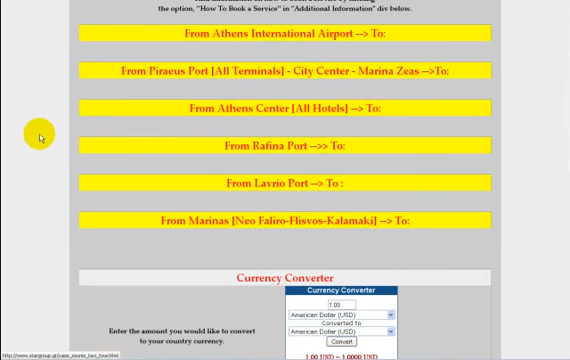 the option, "How To Book a Service" in "Additional Information" div below.
From Athens International Airport --> To:
From Piraeus Port [All Terminals] - City Center - Marina Zeas -->To:
From Athens Center [All Hotels] --> To:
From Rafina Port -->> To:
From Lavrio Port --> To :
From Marinas [Neo Faliro-Flisvos-Kalamaki] --> To:
Currency Converter
Currency Converter
1.00
American Dollar (USD)
Converted to
American Dollar (USD)
Convert
Enter the amount you would like to convert
to your country currency.
1.00 USD = 1.0000 USD